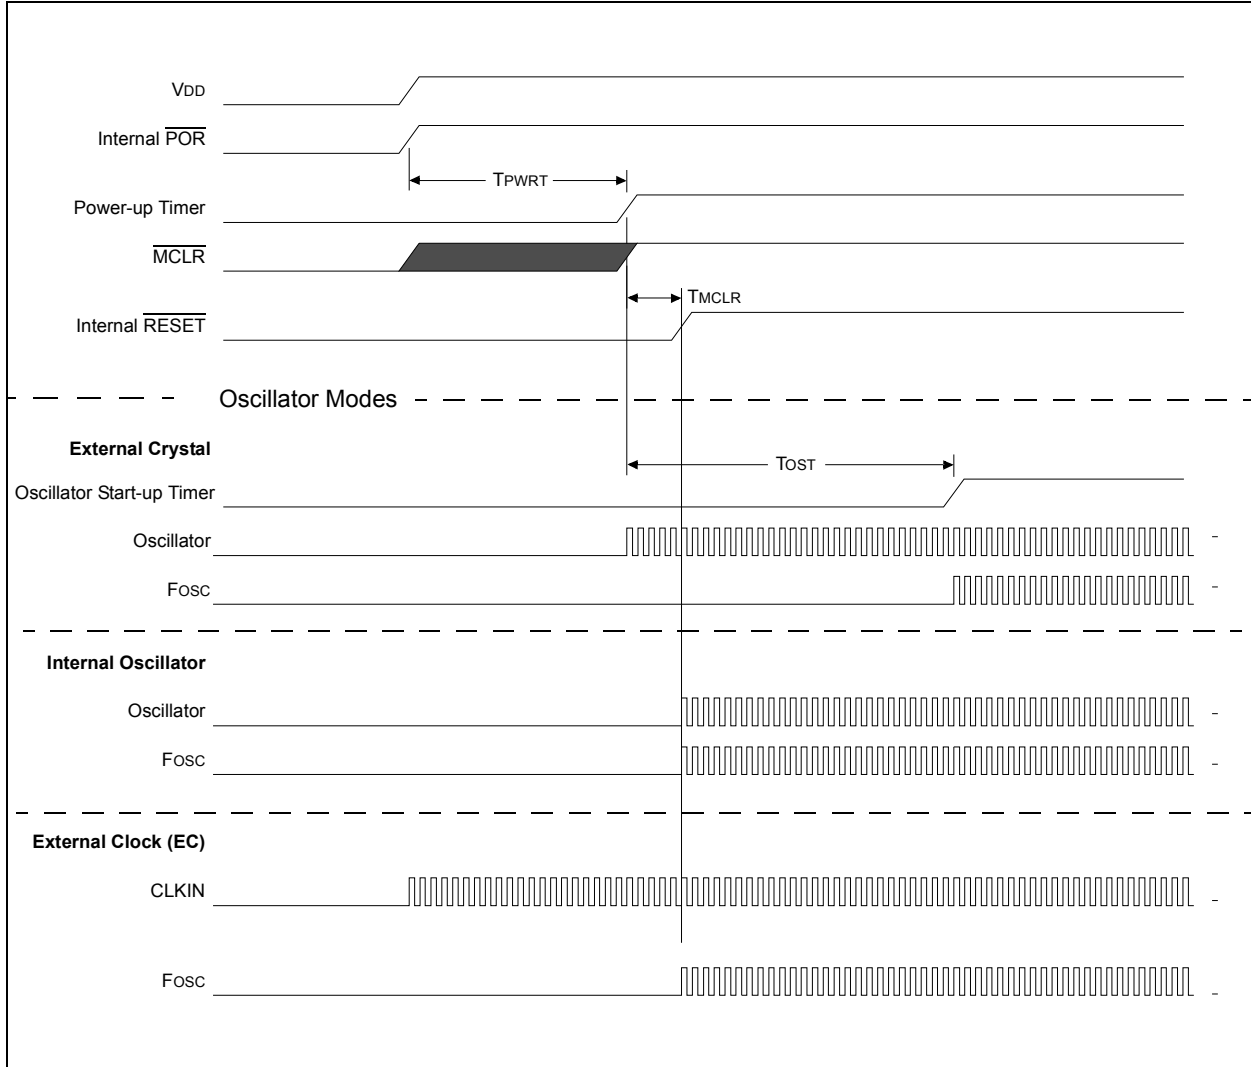 VDD
Internal POR
TPWRT
Power-up Timer
MCLR
TMCLR
Internal RESET
Oscillator Modes
External Crystal
TOST
Oscillator Start-up Timer
Oscillator
FOSC
Internal Oscillator
Oscillator
FOSC
External Clock (EC)
CLKIN
FOSC